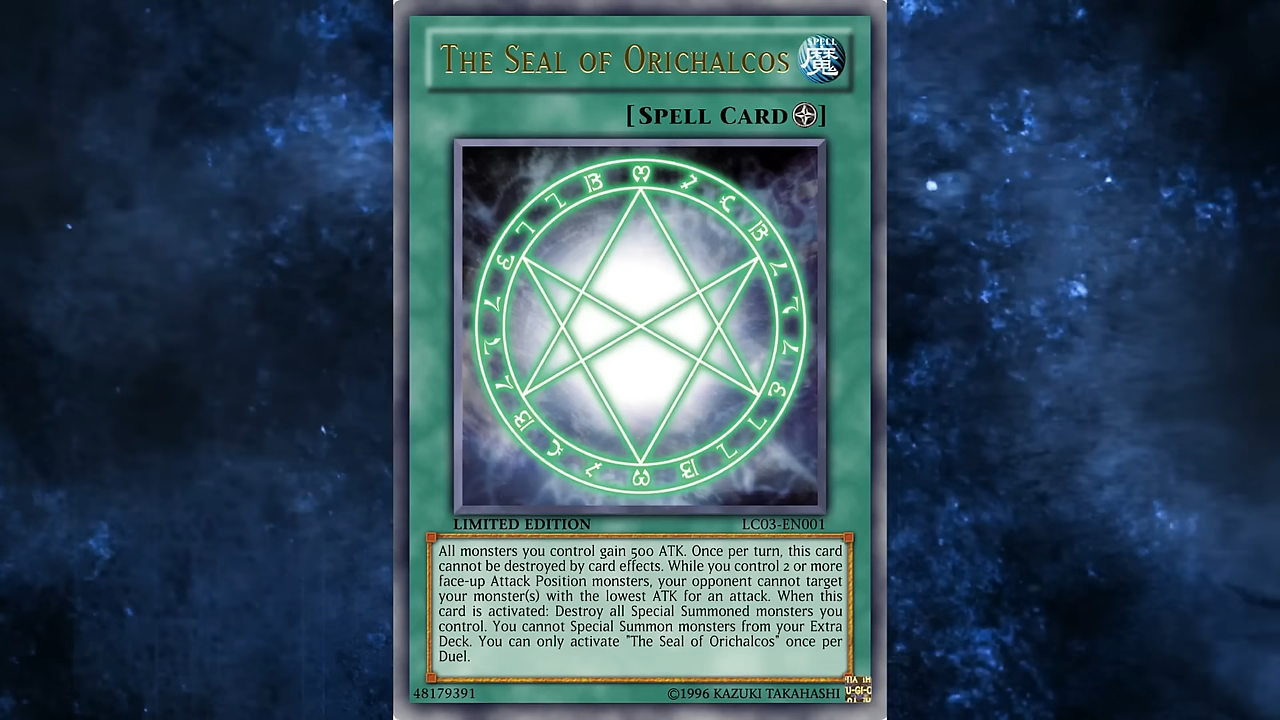 THE SEAL OF ORICHALCOS
SPELL
魔
[SPELL CARD]
LIMITED EDITION
LC03-EN001
All monsters you control gain 500 ATK. Once per turn, this card
cannot be destroyed by card effects. While you control 2 or more
face-up Attack Position monsters, your opponent cannot target
your monster(s) with the lowest ATK for an attack. When this
card is activated: Destroy all Special Summoned monsters you
control. You cannot Special Summon monsters from your Extra
Deck. You can only activate "The Seal of Orichalcos" once per
Duel.
48179391
©1996 KAZUKI TAKAHASHI